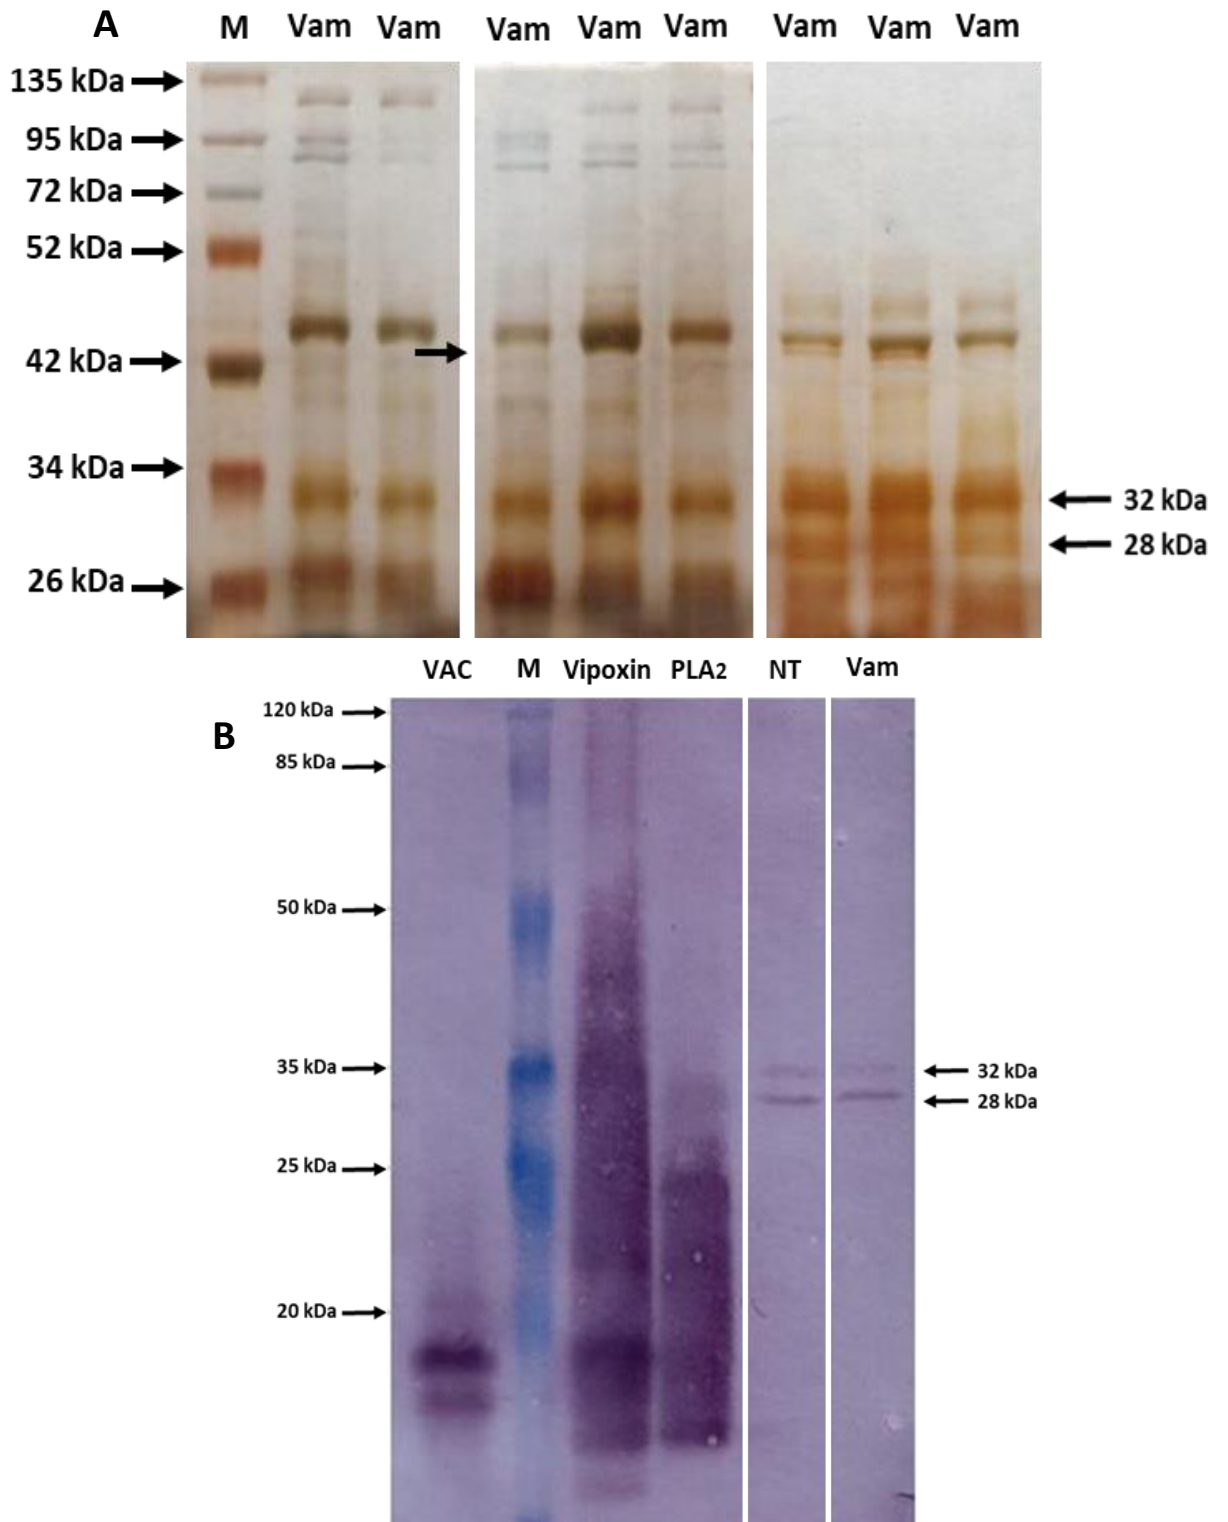 A M Vam Vam Vam Vam Vam Vam Vam Vam
135 kDa
95 kDa
72 kDa
52 kDa
42 kDa
34 kDa
32 kDa
28 kDa
26 kDa
VAC M Vipoxin PLA2 NT Vam
B
120 kDa
85 kDa
50 kDa
35 kDa
32 kDa
28 kDa
25 kDa
20 kDa